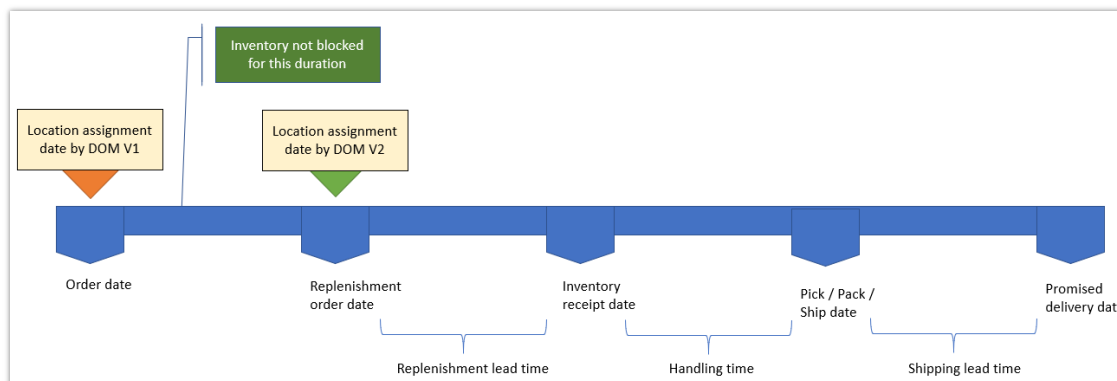 Inventory not blocked
for this duration
Location assignment
date by DOM V1
Location assignment
date by DOM V2
Order date
Replenishment
order date
Inventory
receipt date
Pick / Pack /
Ship date
Promised
delivery dat
Replenishment lead time
Handling time
Shipping lead time